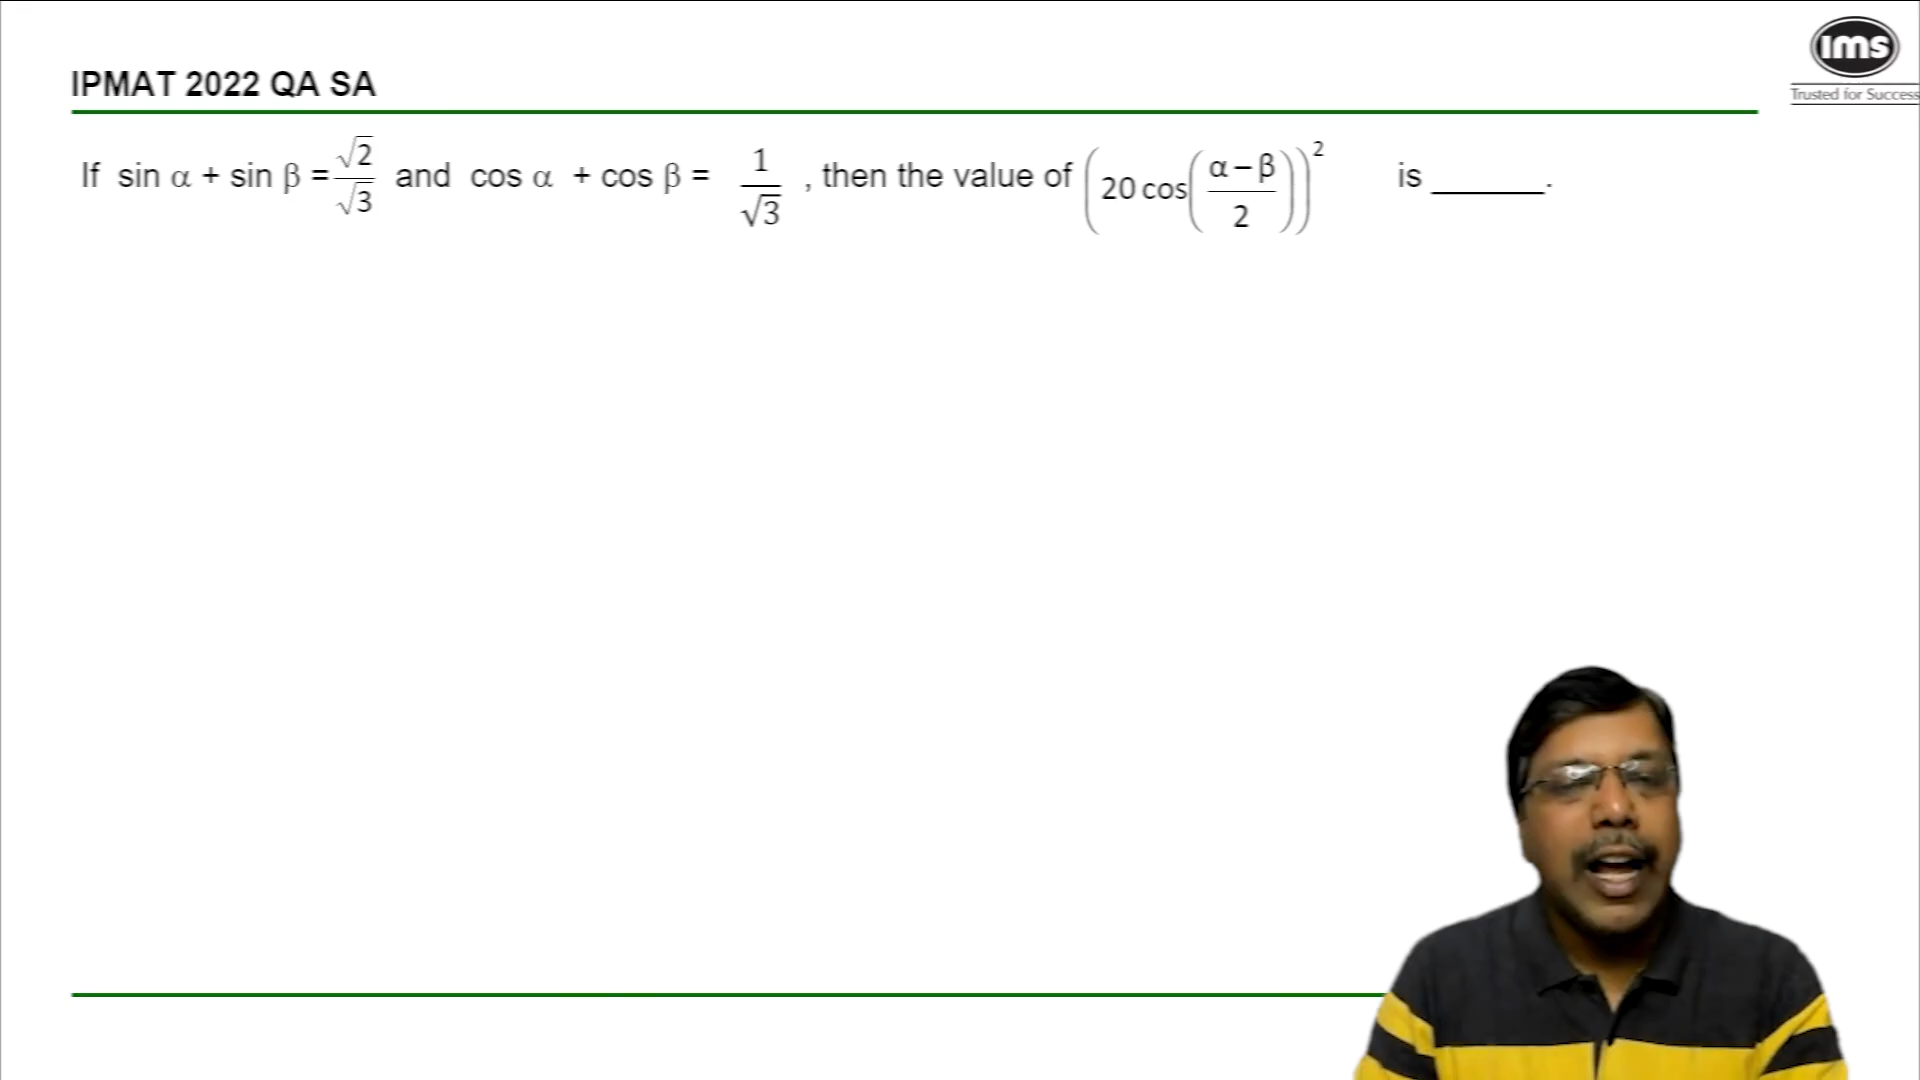 ims
Trusted for Success
IPMAT 2022 QA SA
If sin α + sin β = √2/√3 and cos α + cos β = 1/√3 , then the value of (20 cos((α−β)/2))² is ______.